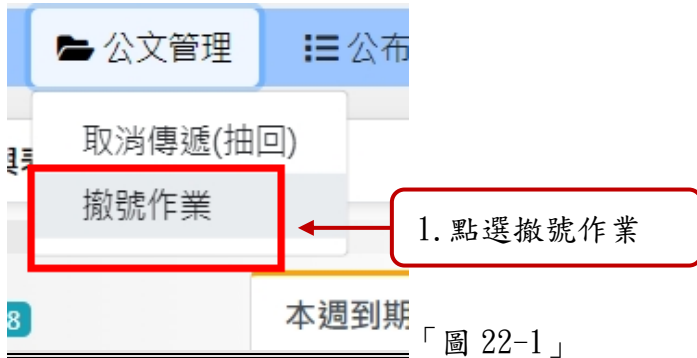 公文管理 公布
取消傳遞(抽回)
撤號作業
1.點選撤號作業
8
本週到期
「圖 22-1」